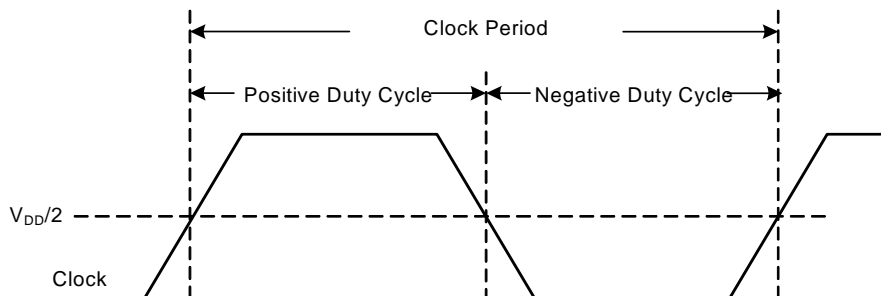 Clock Period
Positive Duty Cycle
Negative Duty Cycle
VDD/2
Clock